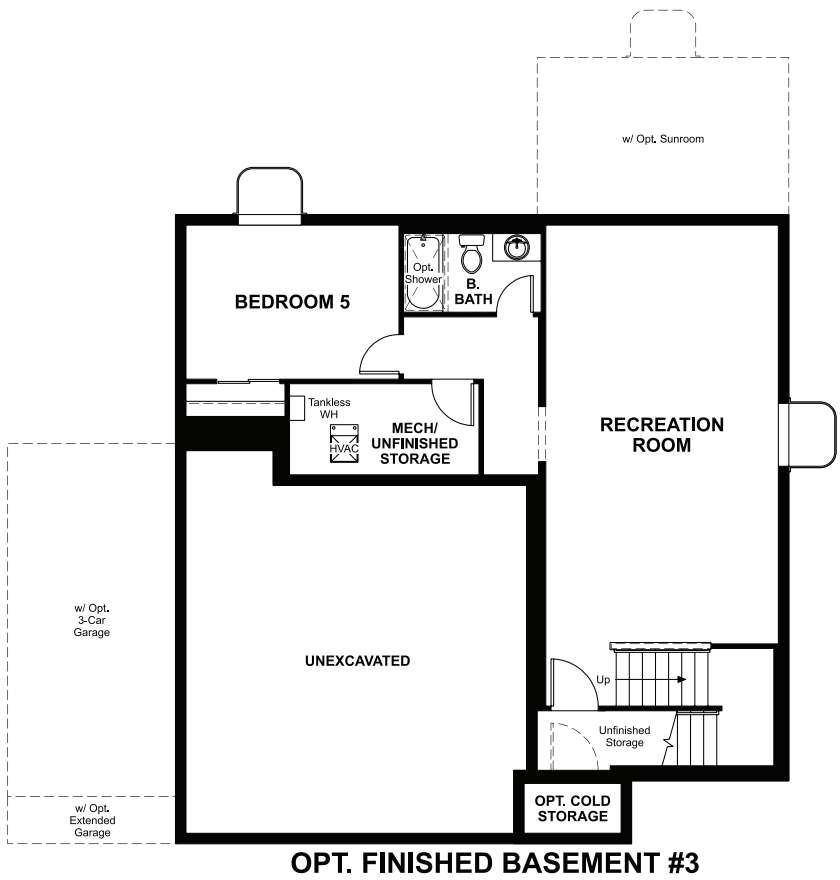 w/ Opt. Sunroom
Opt.
Shower
B.
BATH
BEDROOM 5
Tankless
WH
HVAC
MECH/
UNFINISHED
STORAGE
RECREATION
ROOM
w/ Opt.
3-Car
Garage
UNEXCAVATED
Up
Unfinished
Storage
w/ Opt.
Extended
Garage
OPT. COLD
STORAGE
OPT. FINISHED BASEMENT #3